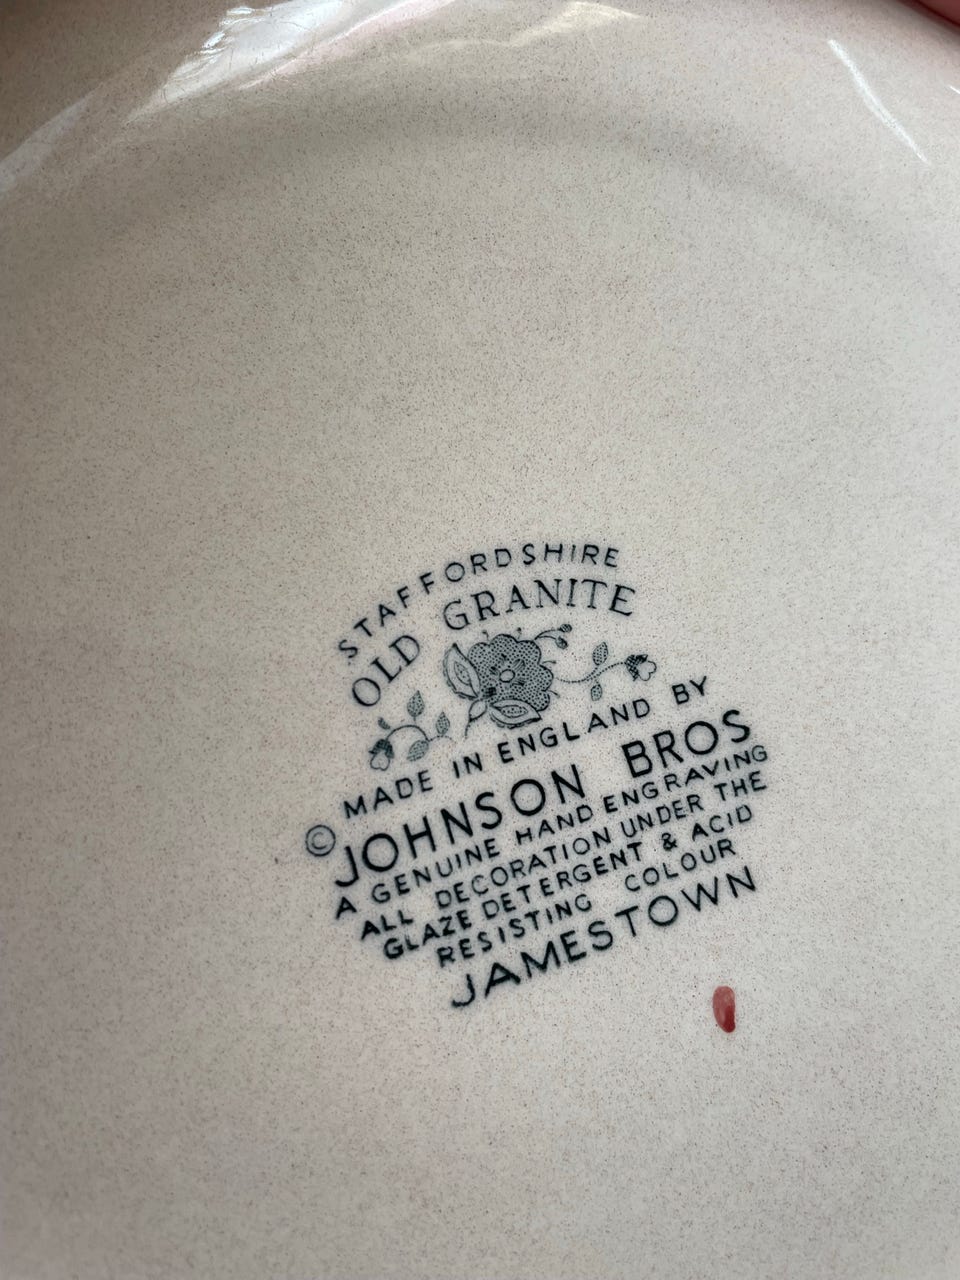 STAFFORDSHIRE
OLD GRANITE
MADE IN ENGLAND BY
© JOHNSON BROS
A GENUINE HAND ENGRAVING
ALL DECORATION UNDER THE
GLAZE DETERGENT & ACID
RESISTING COLOUR
JAMESTOWN